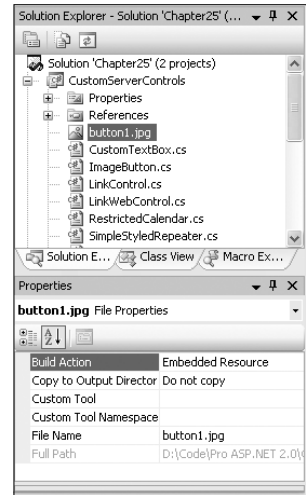 Solution Explorer - Solution 'Chapter25' (...
Solution 'Chapter25' (2 projects)
CustomServerControls
Properties
References
button1.jpg
CustomTextBox.cs
ImageButton.cs
LinkControl.cs
LinkWebControl.cs
RestrictedCalendar.cs
SimpleStyledRepeater.cs
Solution E... Class View Macro Ex...
Properties
button1.jpg File Properties
Build Action Embedded Resource
Copy to Output Director Do not copy
Custom Tool
Custom Tool Namespace
File Name button1.jpg
Full Path D:\Code\Pro ASP.NET 2.0\